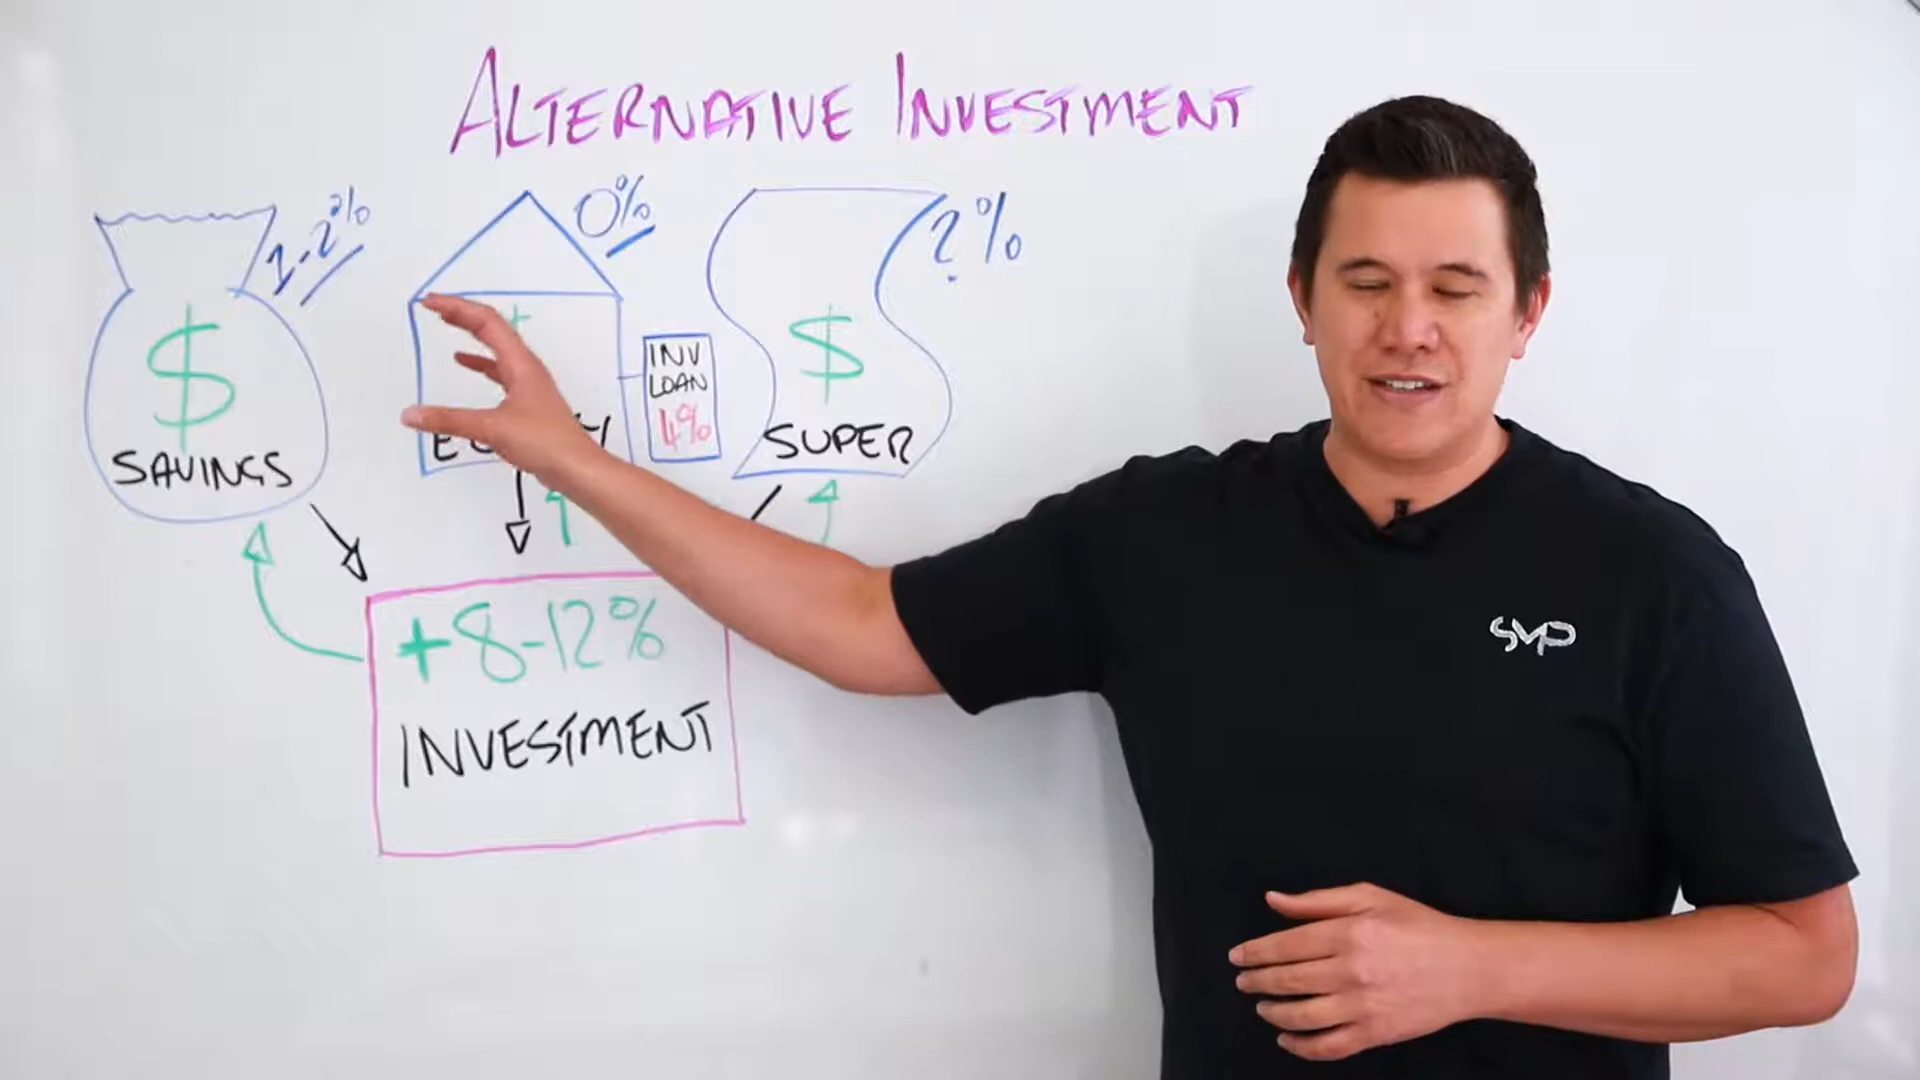 ALTERNATIVE INVESTMENT
1-2%
0%
?%
$
$
INV
LOAN
4%
SAVINGS
SUPER
+8-12%
INVESTMENT
SMP